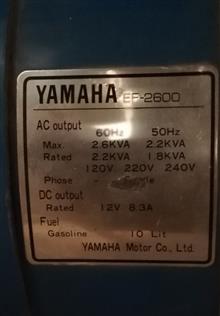 YAMAHA EF-2600
AC output
60Hz 50Hz
Max. 2.6KVA 2.2KVA
Rated 2.2KVA 1.8KVA
120V 220V 240V
Phase
DC output
Rated 12V 8.3A
Fuel
Gasoline 10 Lit
YAMAHA Motor Co., Ltd.